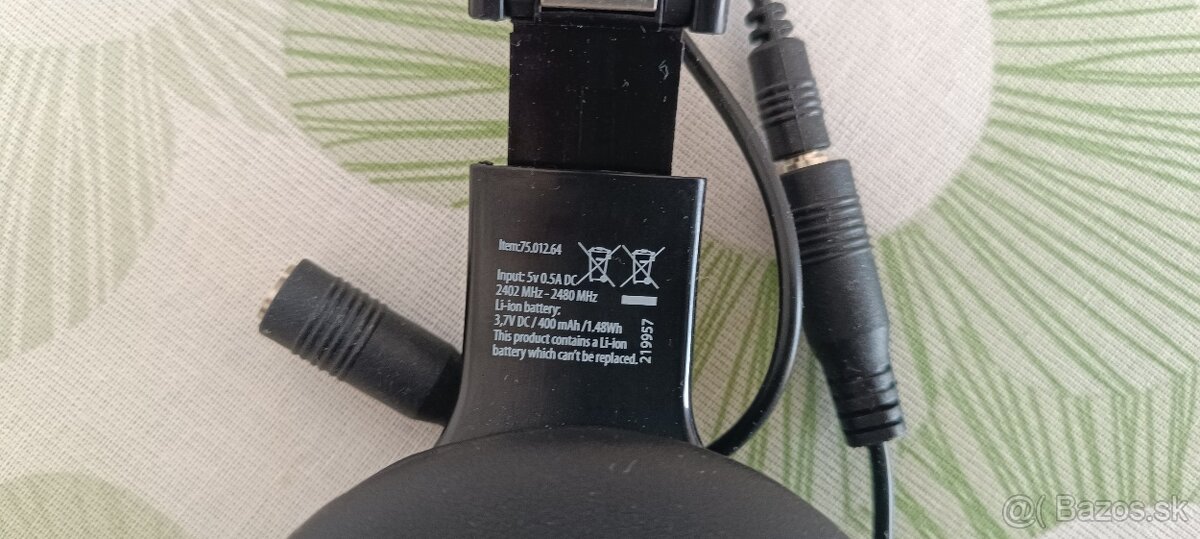 Item:75.012.64
Input: 5v 0.5A DC
2402 MHz - 2480 MHz
Li-ion battery:
3,7V DC / 400 mAh /1.48Wh
This product contains a Li-ion
battery which can't be replaced.
219957
@( Bazos.sk